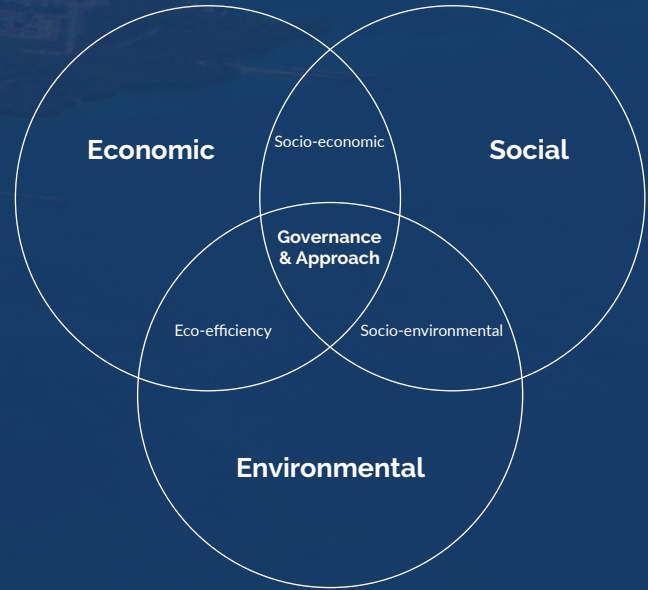 Economic
Socio-economic
Social
Governance
& Approach
Eco-efficiency
Socio-environmental
Environmental